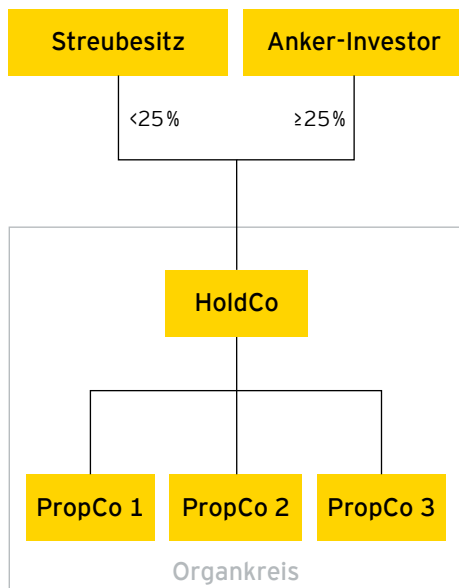 Streubesitz
Anker-Investor
<25%
≥25%
HoldCo
PropCo 1
PropCo 2
PropCo 3
Organkreis